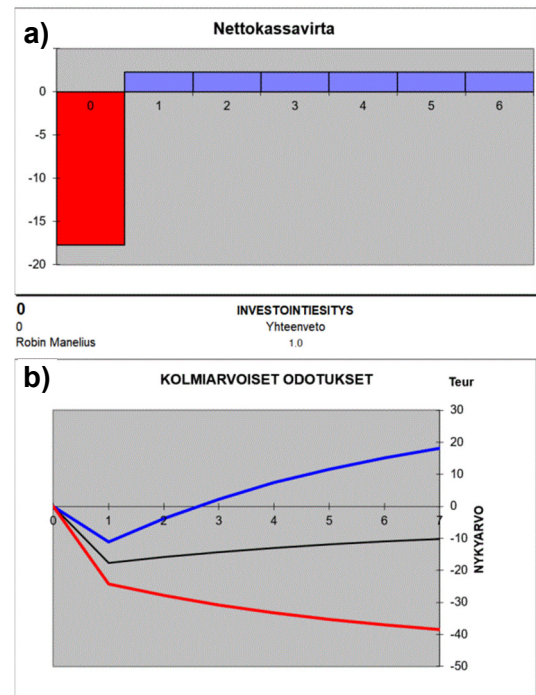 a)
Nettokassavirta
5
0
-5
-10
-15
-20
0 1 2 3 4 5 6
0 INVESTOINTIESITYS
0 Yhteenveto
Robin Manelius 1.0
b)
KOLMIARVOISET ODOTUKSET
Teur
30
20
10
0
-10
-20
-30
-40
-50
0 1 2 3 4 5 6 7
NYKYARVO